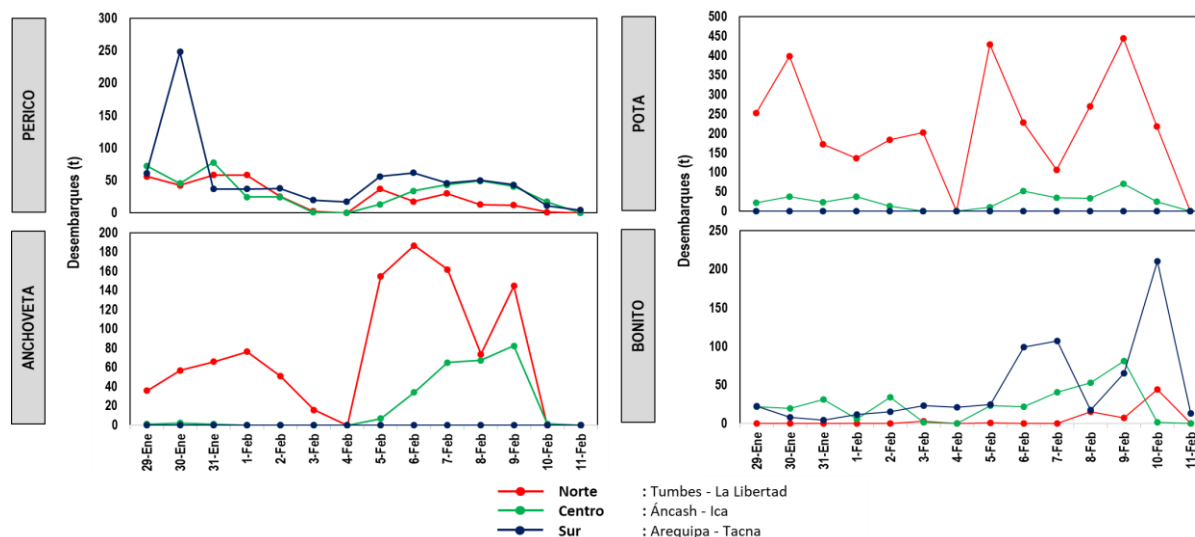 PERICO
Desembarques (t)
300
250
200
150
100
50
0
ANCHOVETA
200
180
160
140
120
100
80
60
40
20
0
29-Ene
30-Ene
31-Ene
1-Feb
2-Feb
3-Feb
4-Feb
5-Feb
6-Feb
7-Feb
8-Feb
9-Feb
10-Feb
11-Feb
POTA
Desembarques (t)
500
450
400
350
300
250
200
150
100
50
0
BONITO
250
200
150
100
50
0
29-Ene
30-Ene
31-Ene
1-Feb
2-Feb
3-Feb
4-Feb
5-Feb
6-Feb
7-Feb
8-Feb
9-Feb
10-Feb
11-Feb
Norte : Tumbes - La Libertad
Centro : Áncash - Ica
Sur : Arequipa - Tacna